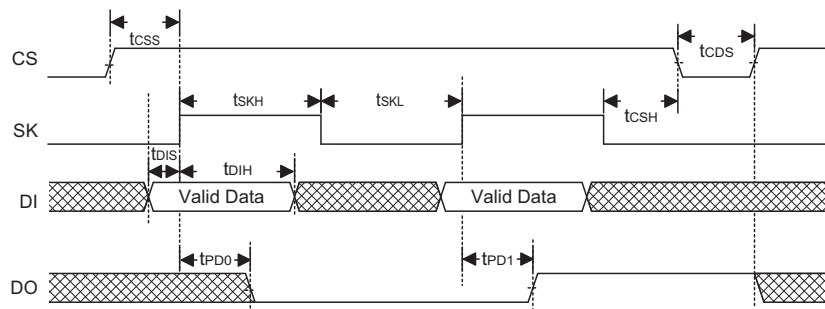 tCSS
tCDS
CS
tSKH
tSKL
tCSH
SK
tDIS
tDIH
DI
Valid Data
Valid Data
tPD0
tPD1
DO